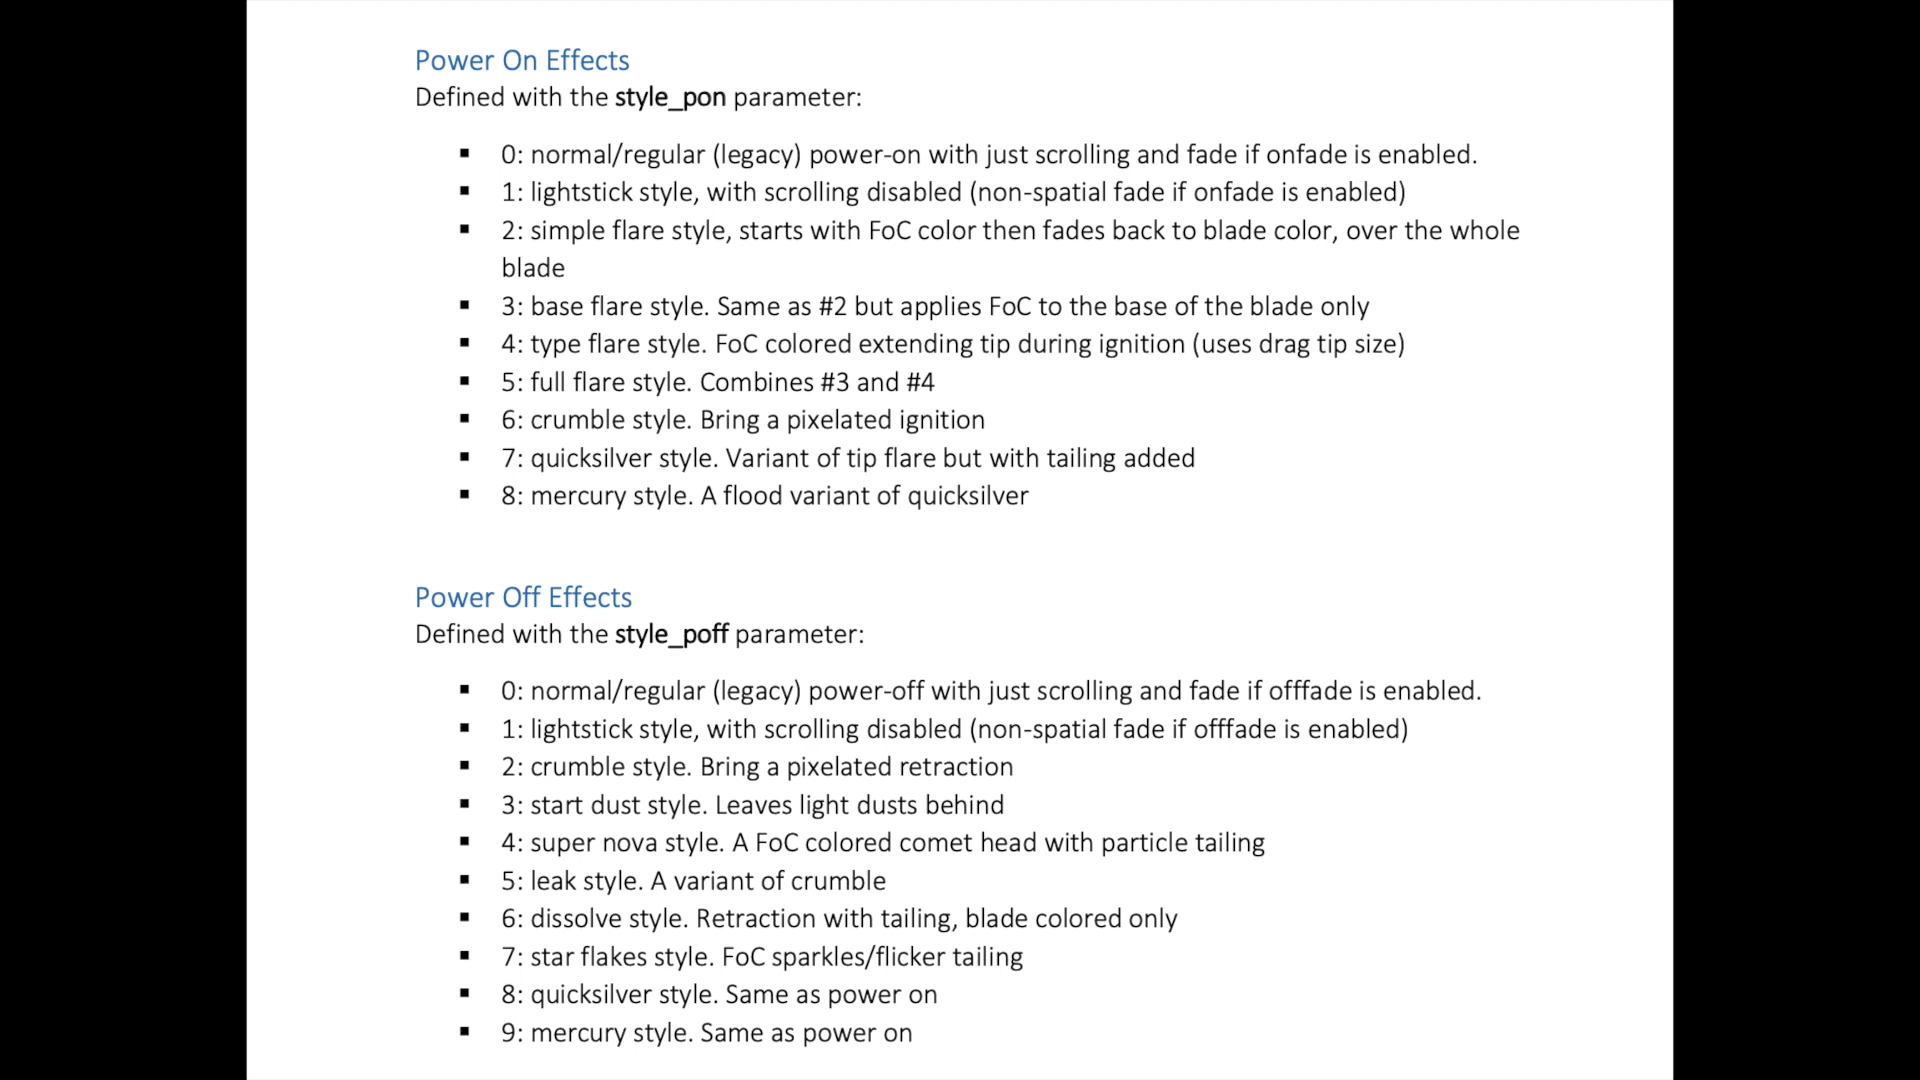 Power On Effects
Defined with the style_pon parameter:
▪ 0: normal/regular (legacy) power-on with just scrolling and fade if onfade is enabled.
▪ 1: lightstick style, with scrolling disabled (non-spatial fade if onfade is enabled)
▪ 2: simple flare style, starts with FoC color then fades back to blade color, over the whole
blade
▪ 3: base flare style. Same as #2 but applies FoC to the base of the blade only
▪ 4: type flare style. FoC colored extending tip during ignition (uses drag tip size)
▪ 5: full flare style. Combines #3 and #4
▪ 6: crumble style. Bring a pixelated ignition
▪ 7: quicksilver style. Variant of tip flare but with tailing added
▪ 8: mercury style. A flood variant of quicksilver
Power Off Effects
Defined with the style_poff parameter:
▪ 0: normal/regular (legacy) power-off with just scrolling and fade if offfade is enabled.
▪ 1: lightstick style, with scrolling disabled (non-spatial fade if offfade is enabled)
▪ 2: crumble style. Bring a pixelated retraction
▪ 3: start dust style. Leaves light dusts behind
▪ 4: super nova style. A FoC colored comet head with particle tailing
▪ 5: leak style. A variant of crumble
▪ 6: dissolve style. Retraction with tailing, blade colored only
▪ 7: star flakes style. FoC sparkles/flicker tailing
▪ 8: quicksilver style. Same as power on
▪ 9: mercury style. Same as power on